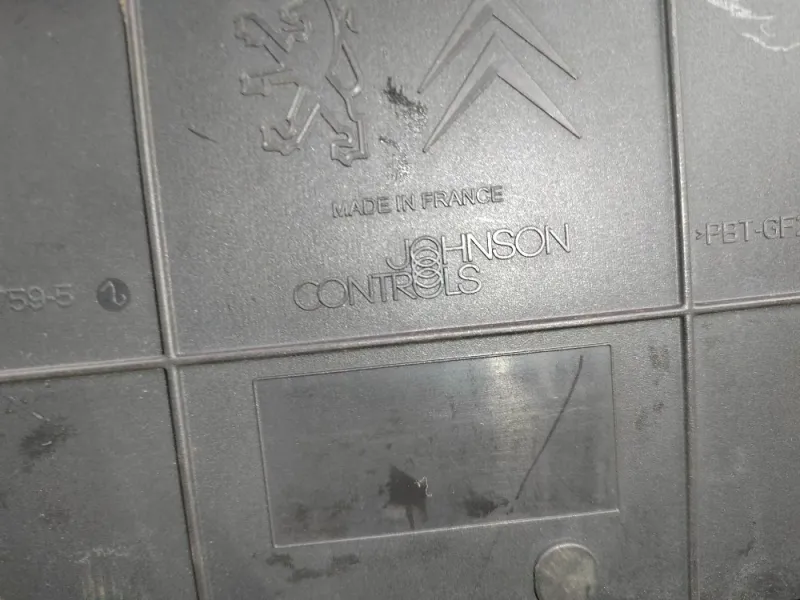 MADE IN FRANCE
JOHNSON
CONTROLS
>PBT-GF
759-5